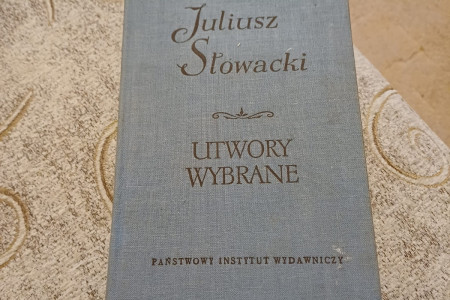 Juliusz
Słowacki
UTWORY
WYBRANE
PAŃSTWOWY INSTYTUT WYDAWNICZY